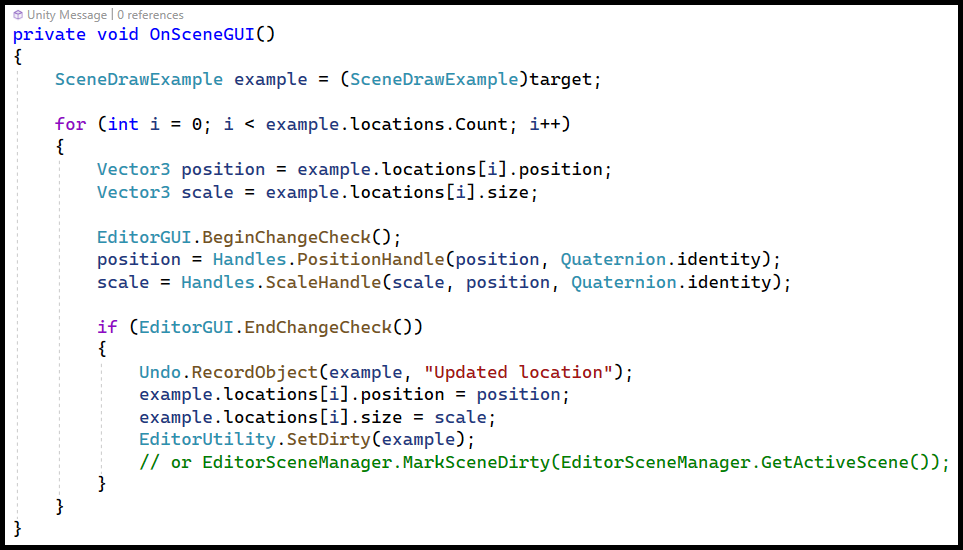 Unity Message | 0 references
private void OnSceneGUI()
{
    SceneDrawExample example = (SceneDrawExample)target;

    for (int i = 0; i < example.locations.Count; i++)
    {
        Vector3 position = example.locations[i].position;
        Vector3 scale = example.locations[i].size;

        EditorGUI.BeginChangeCheck();
        position = Handles.PositionHandle(position, Quaternion.identity);
        scale = Handles.ScaleHandle(scale, position, Quaternion.identity);

        if (EditorGUI.EndChangeCheck())
        {
            Undo.RecordObject(example, "Updated location");
            example.locations[i].position = position;
            example.locations[i].size = scale;
            EditorUtility.SetDirty(example);
            // or EditorSceneManager.MarkSceneDirty(EditorSceneManager.GetActiveScene());
        }
    }
}